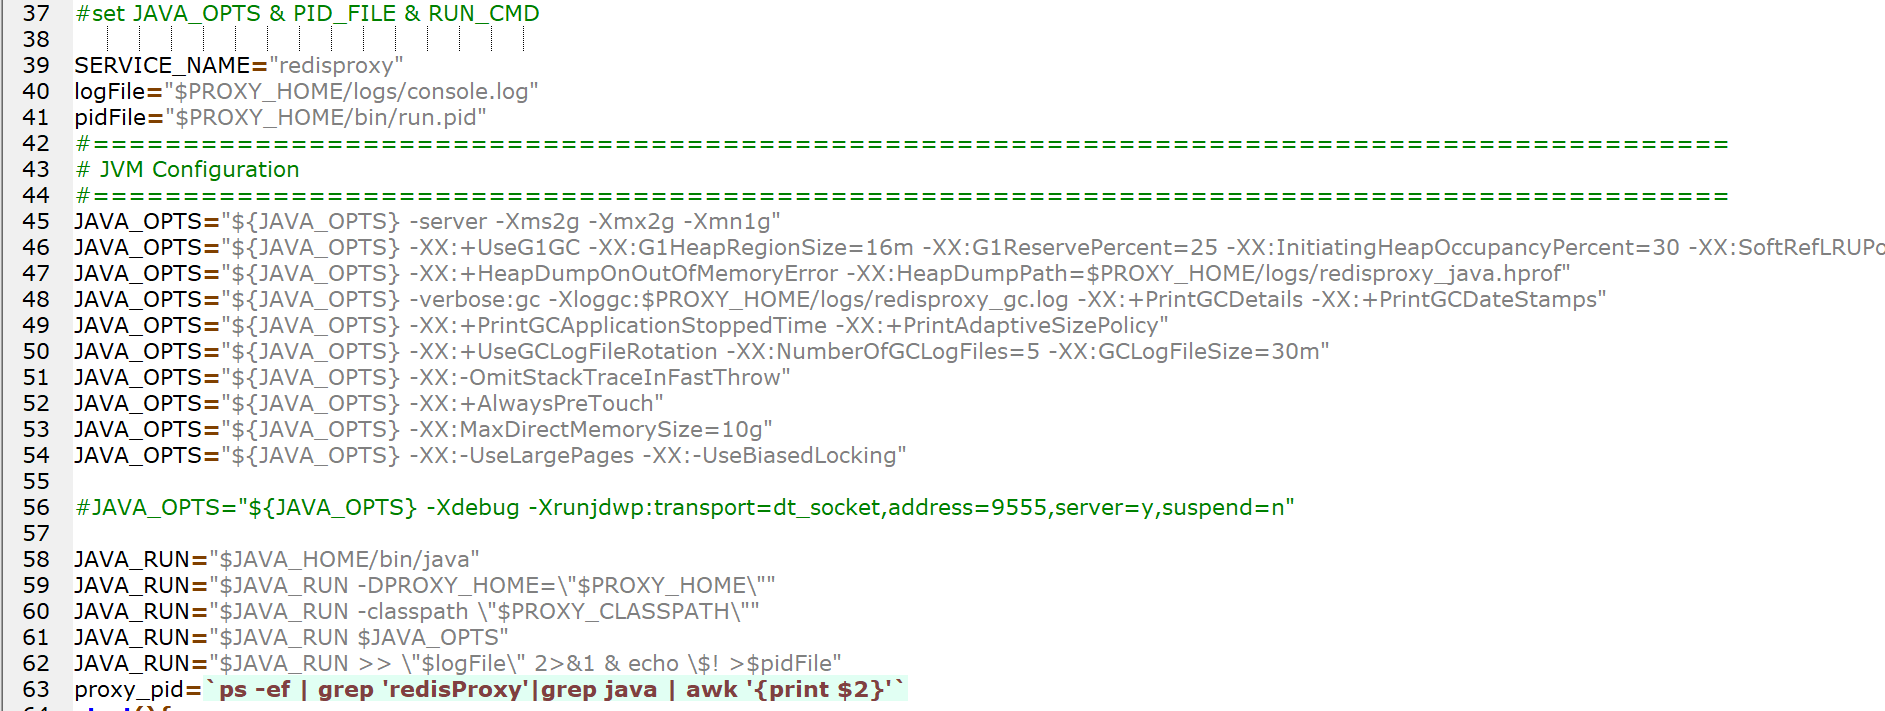 37 #set JAVA_OPTS & PID_FILE & RUN_CMD
38
39 SERVICE_NAME="redisproxy"
40 logFile="$PROXY_HOME/logs/console.log"
41 pidFile="$PROXY_HOME/bin/run.pid"
42 #===========================================================================================
43 # JVM Configuration
44 #===========================================================================================
45 JAVA_OPTS="${JAVA_OPTS} -server -Xms2g -Xmx2g -Xmn1g"
46 JAVA_OPTS="${JAVA_OPTS} -XX:+UseG1GC -XX:G1HeapRegionSize=16m -XX:G1ReservePercent=25 -XX:InitiatingHeapOccupancyPercent=30 -XX:SoftRefLRUPo
47 JAVA_OPTS="${JAVA_OPTS} -XX:+HeapDumpOnOutOfMemoryError -XX:HeapDumpPath=$PROXY_HOME/logs/redisproxy_java.hprof"
48 JAVA_OPTS="${JAVA_OPTS} -verbose:gc -Xloggc:$PROXY_HOME/logs/redisproxy_gc.log -XX:+PrintGCDetails -XX:+PrintGCDateStamps"
49 JAVA_OPTS="${JAVA_OPTS} -XX:+PrintGCApplicationStoppedTime -XX:+PrintAdaptiveSizePolicy"
50 JAVA_OPTS="${JAVA_OPTS} -XX:+UseGCLogFileRotation -XX:NumberOfGCLogFiles=5 -XX:GCLogFileSize=30m"
51 JAVA_OPTS="${JAVA_OPTS} -XX:-OmitStackTraceInFastThrow"
52 JAVA_OPTS="${JAVA_OPTS} -XX:+AlwaysPreTouch"
53 JAVA_OPTS="${JAVA_OPTS} -XX:MaxDirectMemorySize=10g"
54 JAVA_OPTS="${JAVA_OPTS} -XX:-UseLargePages -XX:-UseBiasedLocking"
55
56 #JAVA_OPTS="${JAVA_OPTS} -Xdebug -Xrunjdwp:transport=dt_socket,address=9555,server=y,suspend=n"
57
58 JAVA_RUN="$JAVA_HOME/bin/java"
59 JAVA_RUN="$JAVA_RUN -DPROXY_HOME=\"$PROXY_HOME\""
60 JAVA_RUN="$JAVA_RUN -classpath \"$PROXY_CLASSPATH\""
61 JAVA_RUN="$JAVA_RUN $JAVA_OPTS"
62 JAVA_RUN="$JAVA_RUN >> \"$logFile\" 2>&1 & echo \$! >$pidFile"
63 proxy_pid=`ps -ef | grep 'redisProxy'|grep java | awk '{print $2}'`